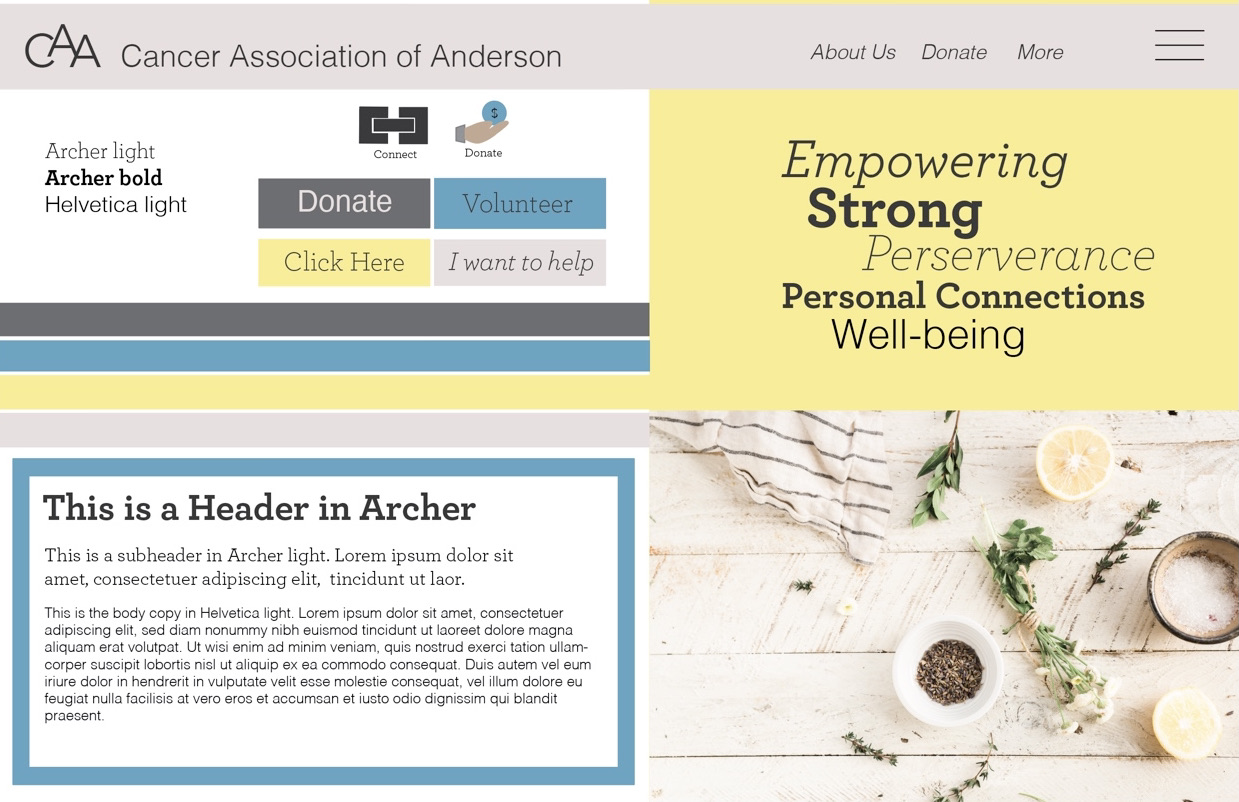 CAA Cancer Association of Anderson
About Us Donate More
Archer light
Archer bold
Helvetica light
$
Connect
Donate
Donate
Volunteer
Click Here
I want to help
Empowering
Strong
Perserverance
Personal Connections
Well-being
This is a Header in Archer
This is a subheader in Archer light. Lorem ipsum dolor sit
amet, consectetuer adipiscing elit, tincidunt ut laor.
This is the body copy in Helvetica light. Lorem ipsum dolor sit amet, consectetuer
adipiscing elit, sed diam nonummy nibh euismod tincidunt ut laoreet dolore magna
aliquam erat volutpat. Ut wisi enim ad minim veniam, quis nostrud exerci tation ullam-
corper suscipit lobortis nisl ut aliquip ex ea commodo consequat. Duis autem vel eum
iriure dolor in hendrerit in vulputate velit esse molestie consequat, vel illum dolore eu
feugiat nulla facilisis at vero eros et accumsan et iusto odio dignissim qui blandit
praesent.